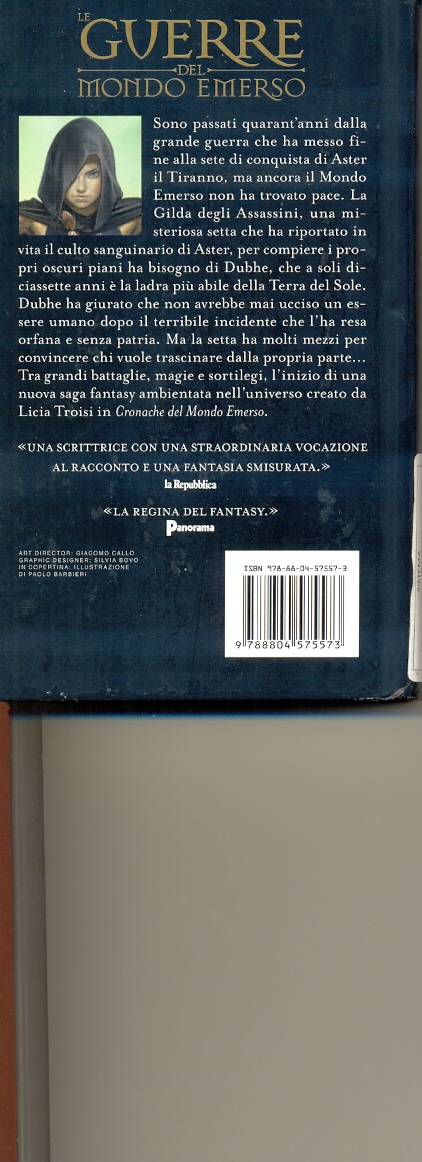 LE
GUERRE
DEL
MONDO EMERSO
Sono passati quarant'anni dalla
grande guerra che ha messo fi-
ne alla sete di conquista di Aster
il Tiranno, ma ancora il Mondo
Emerso non ha trovato pace. La
Gilda degli Assassini, una mi-
steriosa setta che ha riportato in
vita il culto sanguinario di Aster, per compiere i pro-
pri oscuri piani ha bisogno di Dubhe, che a soli di-
ciassette anni è la ladra più abile della Terra del Sole.
Dubhe ha giurato che non avrebbe mai ucciso un es-
sere umano dopo il terribile incidente che l'ha resa
orfana e senza patria. Ma la setta ha molti mezzi per
convincere chi vuole trascinare dalla propria parte...
Tra grandi battaglie, magie e sortilegi, l'inizio di una
nuova saga fantasy ambientata nell'universo creato da
Licia Troisi in Cronache del Mondo Emerso.
«UNA SCRITTRICE CON UNA STRAORDINARIA VOCAZIONE
AL RACCONTO E UNA FANTASIA SMISURATA.»
la Repubblica
«LA REGINA DEL FANTASY.»
Panorama
ART DIRECTOR: GIACOMO CALLO
GRAPHIC DESIGNER: SILVIA BOVO
IN COPERTINA: ILLUSTRAZIONE
DI PAOLO BARBIERI
ISBN 978-88-04-57557-3
9 788804 575573